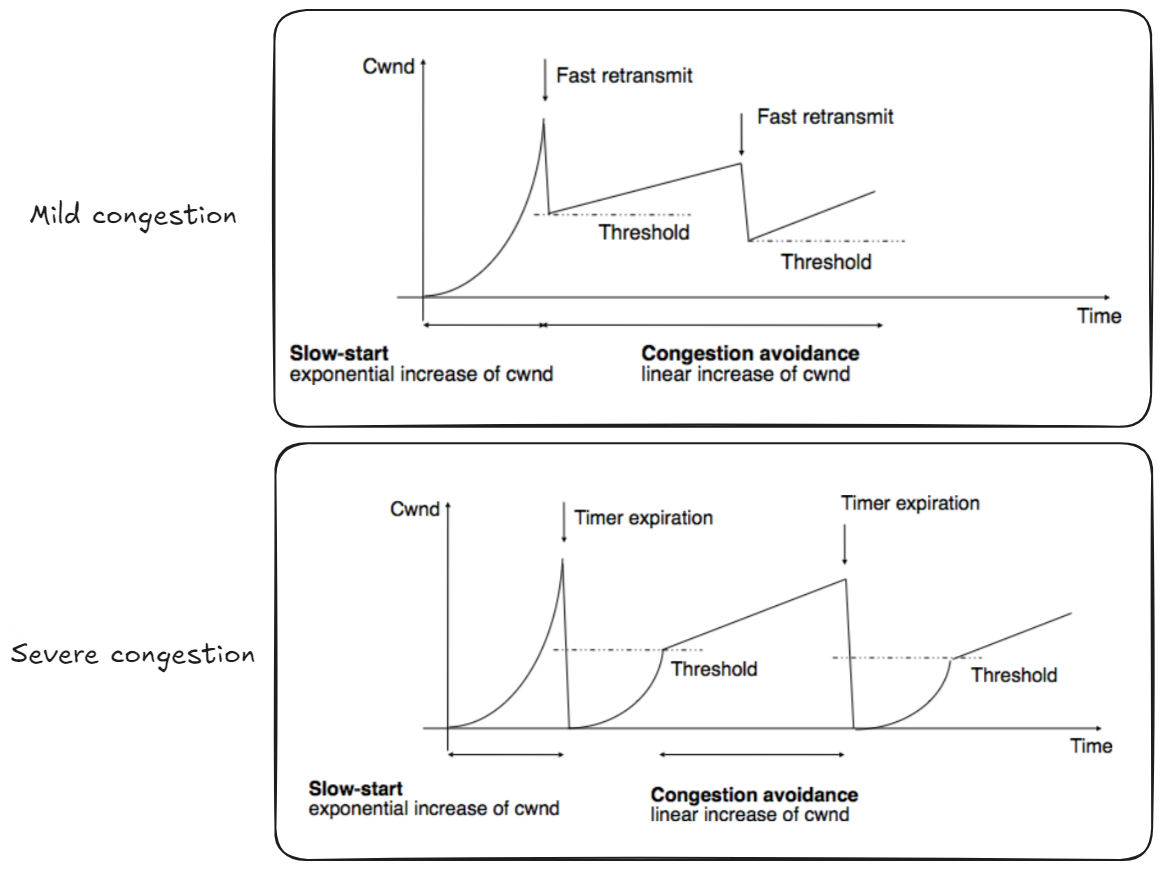 Cwnd
Fast retransmit
Fast retransmit
Mild congestion
Threshold
Threshold
Time
Slow-start
exponential increase of cwnd
Congestion avoidance
linear increase of cwnd
Cwnd
Timer expiration
Timer expiration
Severe congestion
Threshold
Threshold
Time
Slow-start
exponential increase of cwnd
Congestion avoidance
linear increase of cwnd